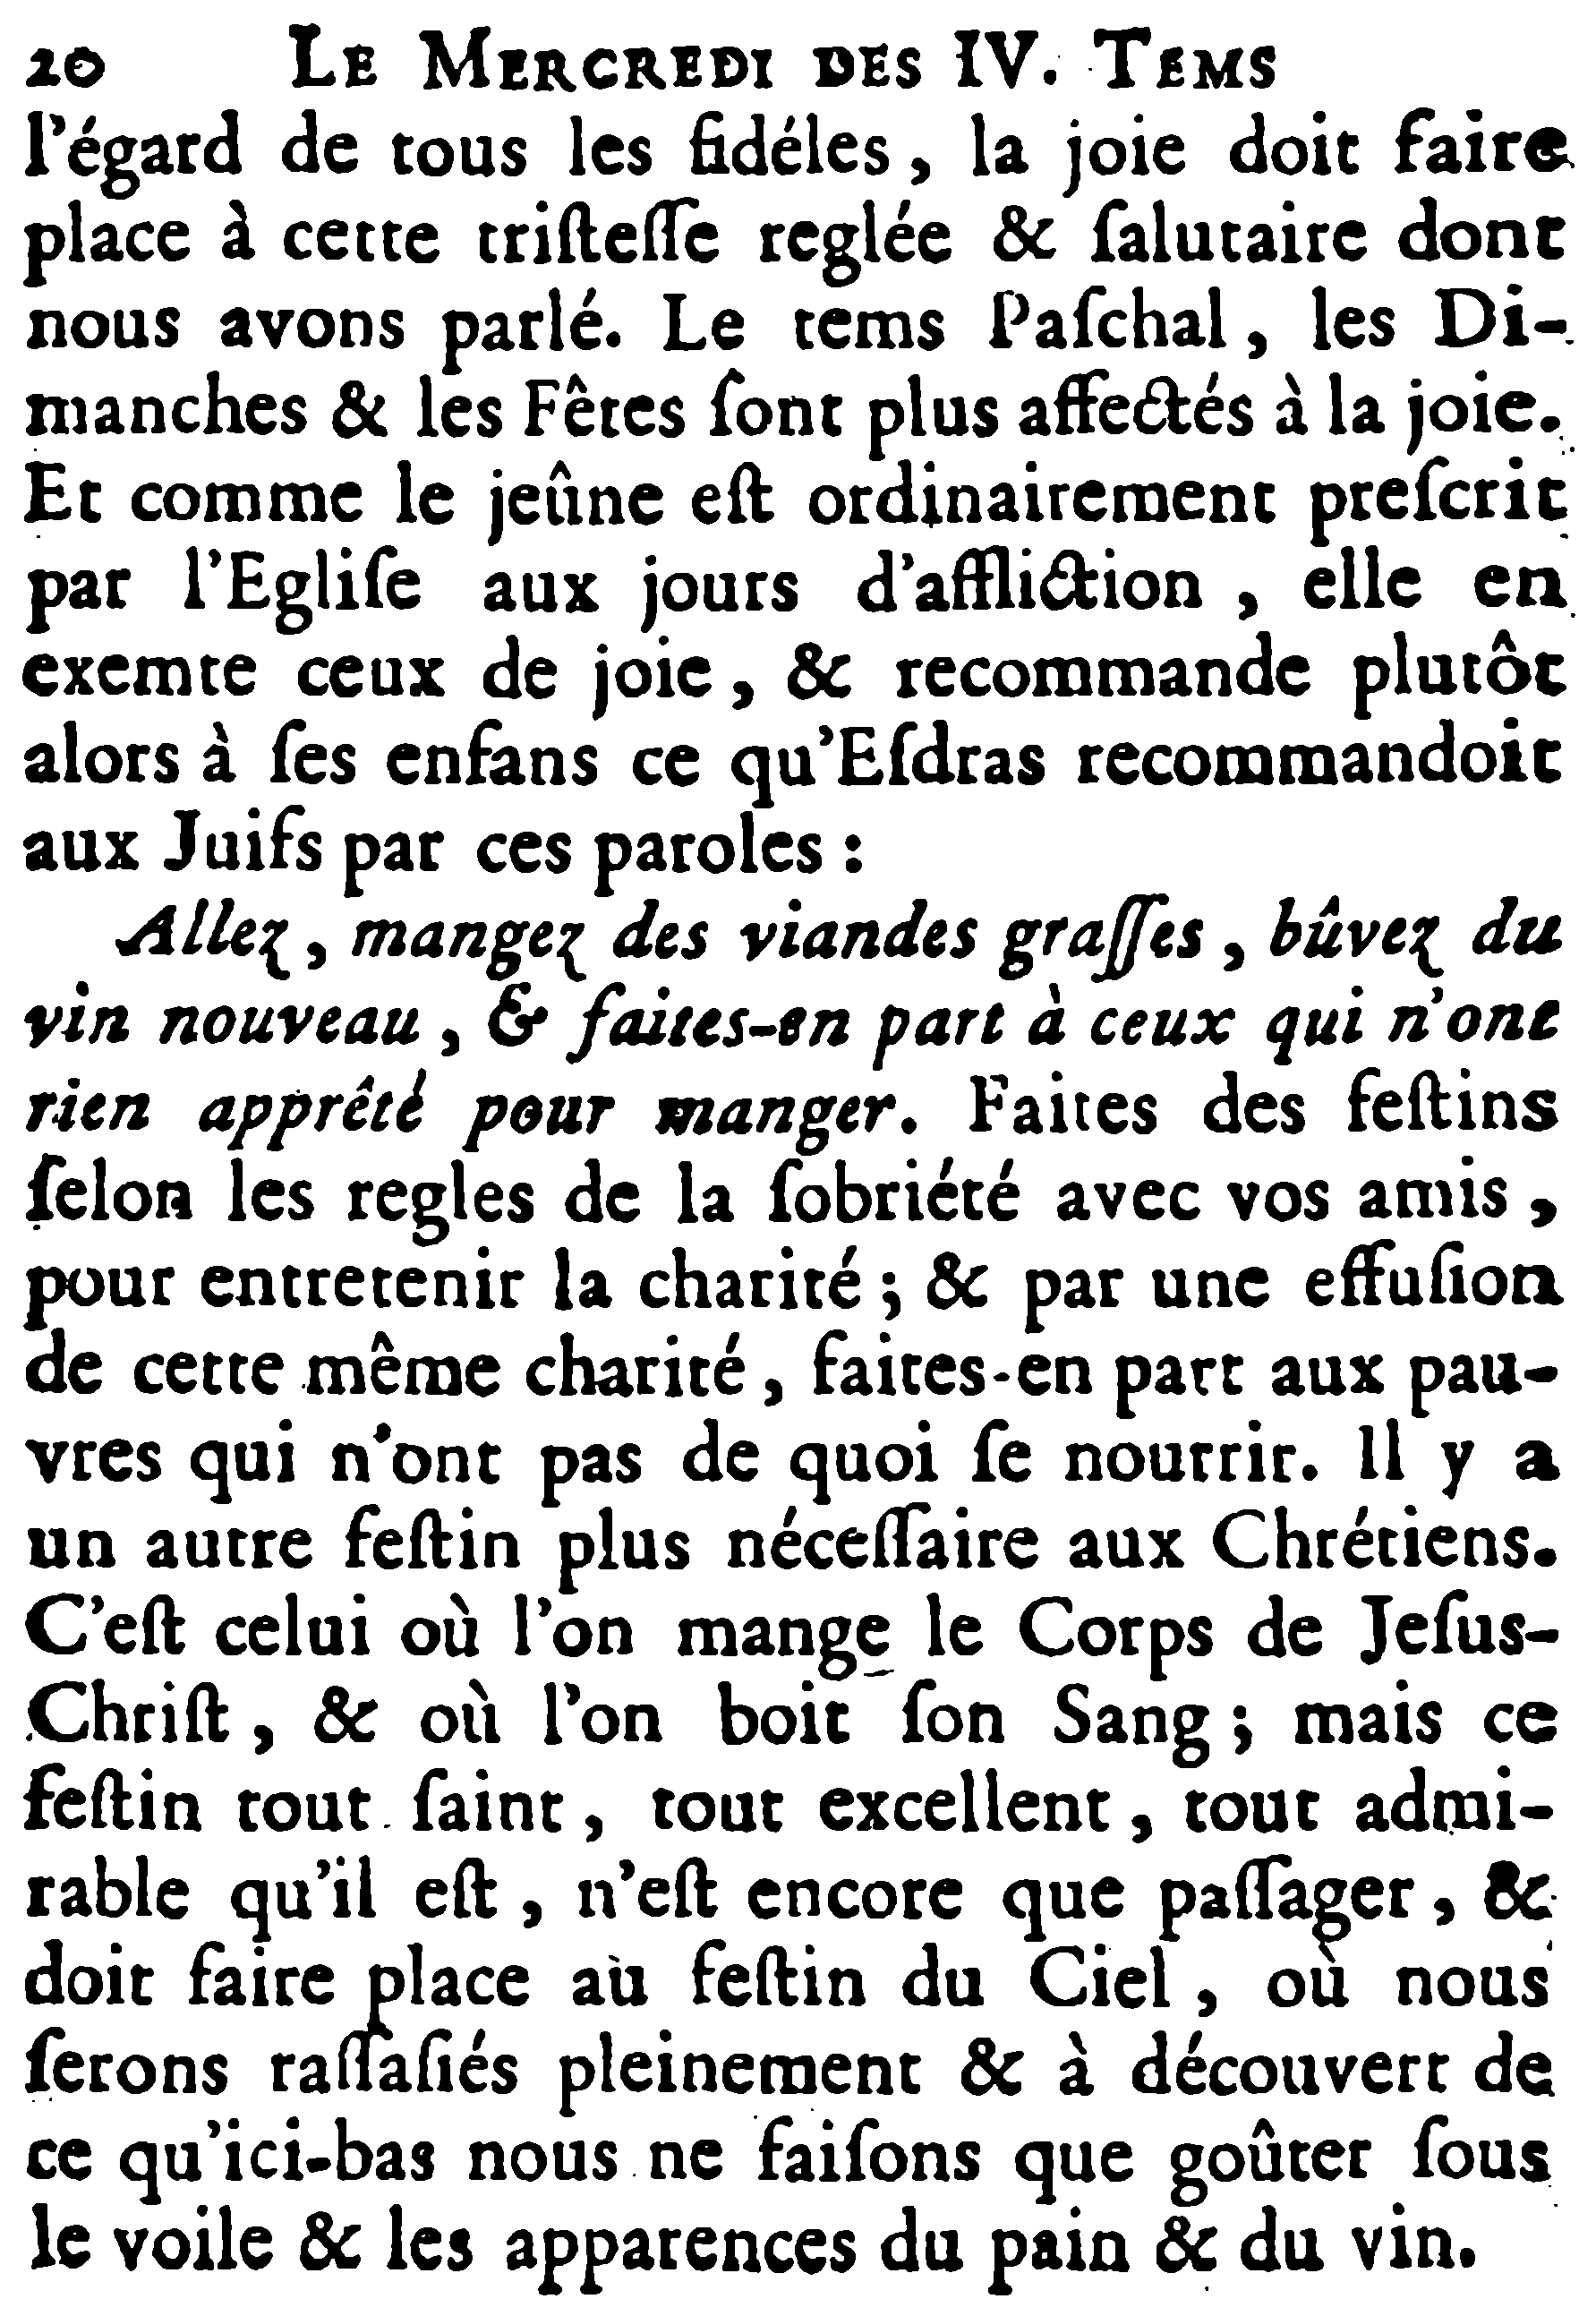 20 LE MERCREDI DES IV. TEMS
l'égard de tous les fidéles, la joie doit faire
place à cette triſteſſe reglée & ſalutaire dont
nous avons parlé. Le tems Paſchal, les Di-
manches & les Fêtes ſont plus affectés à la joie.
Et comme le jeûne eſt ordinairement preſcrit
par l'Egliſe aux jours d'affliction, elle en
exemte ceux de joie, & recommande plutôt
alors à ſes enfans ce qu'Eſdras recommandoit
aux Juifs par ces paroles :
Allez, mangez des viandes graſſes, bûvez du
vin nouveau, & faites-en part à ceux qui n'ont
rien apprêté pour manger. Faites des feſtins
ſelon les regles de la ſobriété avec vos amis,
pour entretenir la charité ; & par une effuſion
de cette même charité, faites-en part aux pau-
vres qui n'ont pas de quoi ſe nourrir. Il y a
un autre feſtin plus néceſſaire aux Chrétiens.
C'eſt celui où l'on mange le Corps de Jeſus-
Chriſt, & où l'on boit ſon Sang ; mais ce
feſtin tout ſaint, tout excellent, tout admi-
rable qu'il eſt, n'eſt encore que paſſager, &
doit faire place au feſtin du Ciel, où nous
ſerons raſſaſiés pleinement & à découvert de
ce qu'ici-bas nous ne faiſons que goûter ſous
le voile & les apparences du pain & du vin.